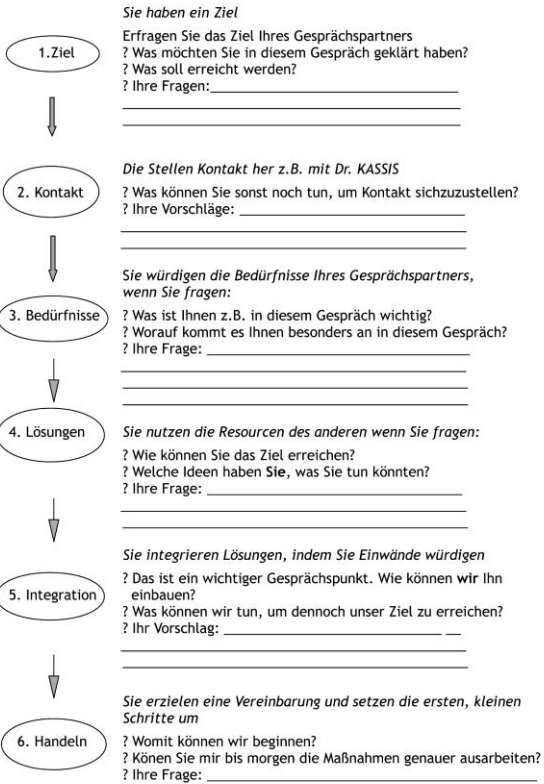 Sie haben ein Ziel
1.Ziel
Erfragen Sie das Ziel Ihres Gesprächspartners
? Was möchten Sie in diesem Gespräch geklärt haben?
? Was soll erreicht werden?
? Ihre Fragen:
Die Stellen Kontakt her z.B. mit Dr. KASSIS
2. Kontakt
? Was können Sie sonst noch tun, um Kontakt sichzuzustellen?
? Ihre Vorschläge:
Sie würdigen die Bedürfnisse Ihres Gesprächspartners,
wenn Sie fragen:
3. Bedürfnisse
? Was ist Ihnen z.B. in diesem Gespräch wichtig?
? Worauf kommt es Ihnen besonders an in diesem Gespräch?
? Ihre Frage:
4. Lösungen
Sie nutzen die Resourcen des anderen wenn Sie fragen:
? Wie können Sie das Ziel erreichen?
? Welche Ideen haben Sie, was Sie tun könnten?
? Ihre Frage:
Sie integrieren Lösungen, indem Sie Einwände würdigen
5. Integration
? Das ist ein wichtiger Gesprächspunkt. Wie können wir Ihn
einbauen?
? Was können wir tun, um dennoch unser Ziel zu erreichen?
? Ihr Vorschlag:
Sie erzielen eine Vereinbarung und setzen die ersten, kleinen
Schritte um
6. Handeln
? Womit können wir beginnen?
? Könen Sie mir bis morgen die Maßnahmen genauer ausarbeiten?
? Ihre Frage: